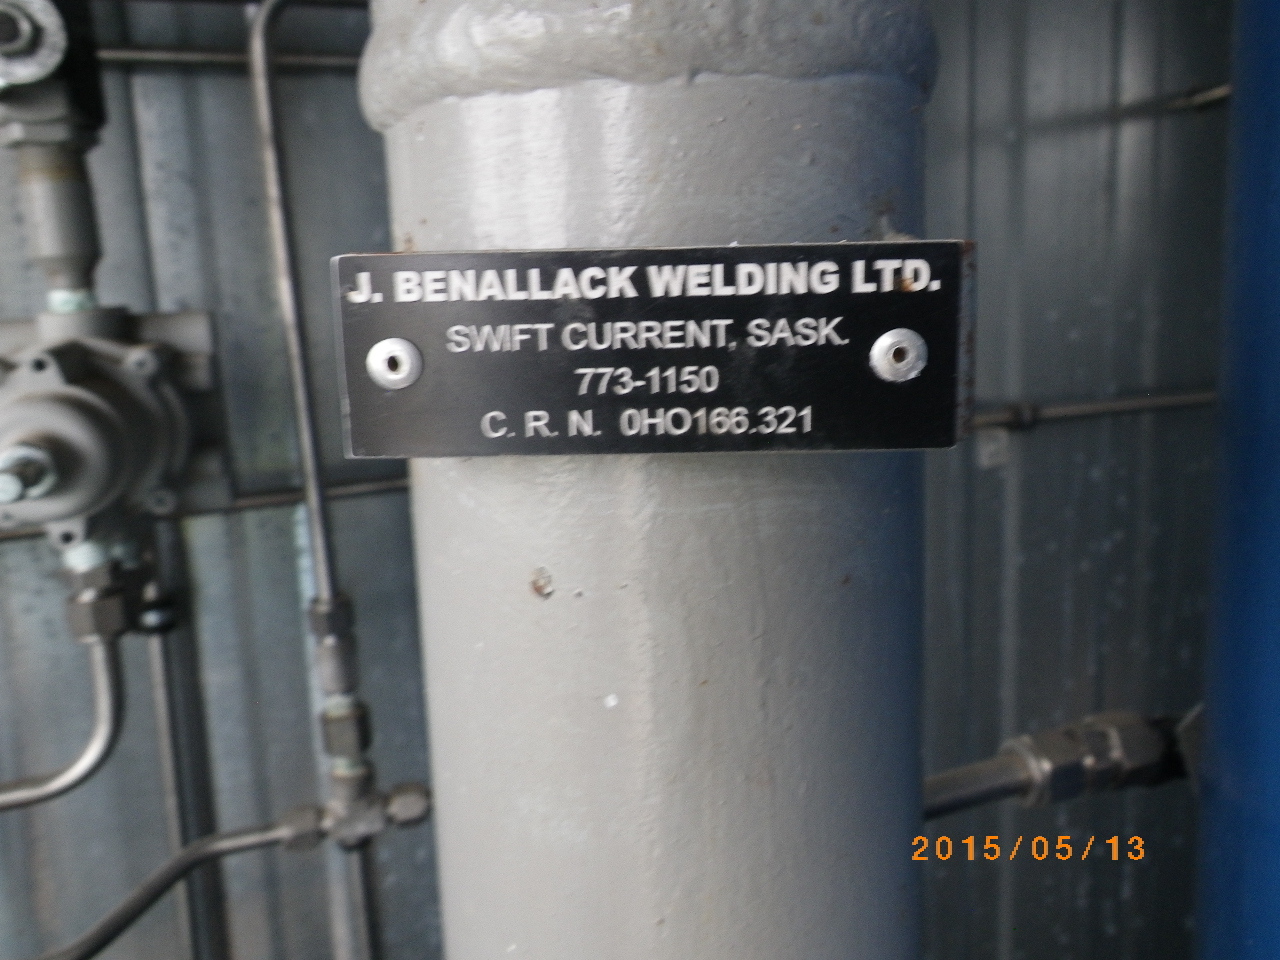 J. BENALLACK WELDING LTD.
SWIFT CURRENT, SASK.
773-1150
C. R. N. 0HO166.321
2015/05/13